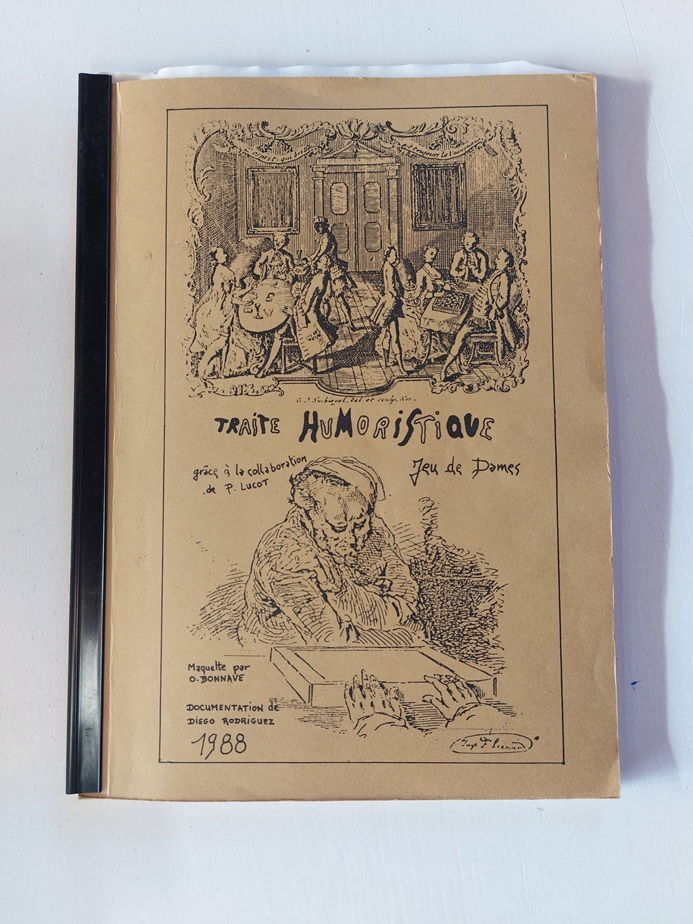 TRAITE HUMORISTIQUE
grâce à la collaboration
de P. LUCOT
Jeu de Dames
Maquette par
O. BONNAVE
DOCUMENTATION de
DIEGO RODRIGUEZ
1988